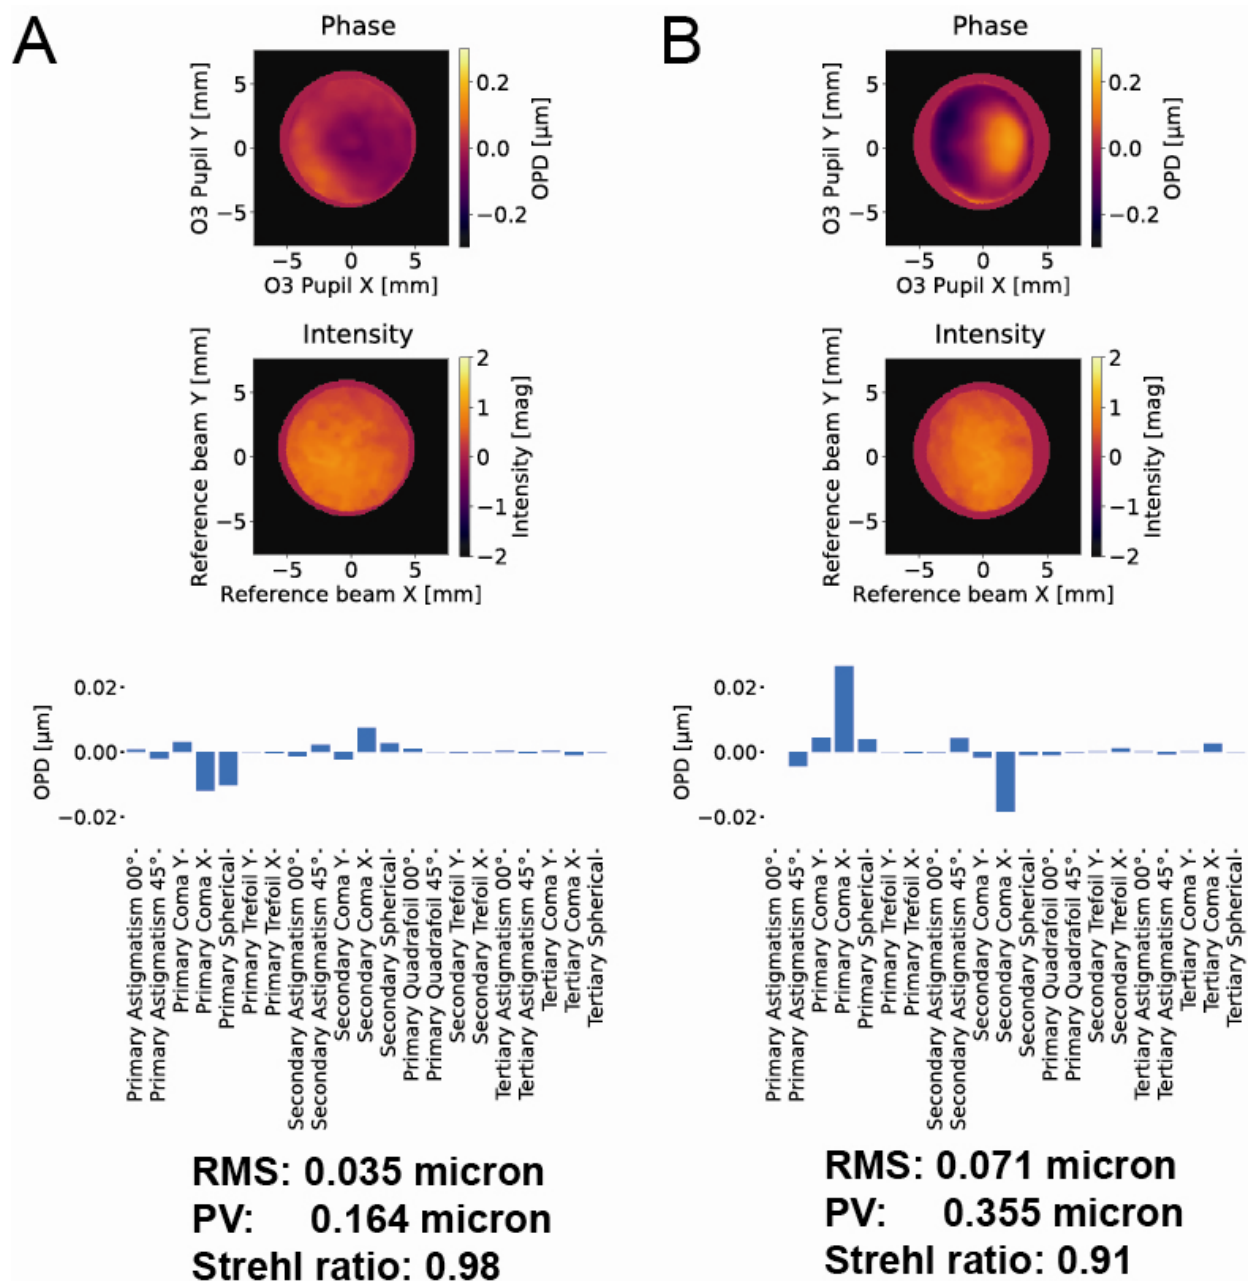 A
Phase
5
0
−5
O3 Pupil Y [mm]
−5 0 5
O3 Pupil X [mm]
0.2
0.0
−0.2
OPD [µm]
Intensity
5
0
−5
Reference beam Y [mm]
−5 0 5
Reference beam X [mm]
2
1
0
−1
−2
Intensity [mag]
0.02
0.00
−0.02
OPD [µm]
Primary Astigmatism 00°
Primary Astigmatism 45°
Primary Coma Y
Primary Coma X
Primary Spherical
Primary Trefoil Y
Primary Trefoil X
Secondary Astigmatism 00°
Secondary Astigmatism 45°
Secondary Coma Y
Secondary Coma X
Secondary Spherical
Primary Quadrafoil 00°
Primary Quadrafoil 45°
Secondary Trefoil Y
Secondary Trefoil X
Tertiary Astigmatism 00°
Tertiary Astigmatism 45°
Tertiary Coma Y
Tertiary Coma X
Tertiary Spherical
RMS: 0.035 micron
PV: 0.164 micron
Strehl ratio: 0.98
B
Phase
5
0
−5
O3 Pupil Y [mm]
−5 0 5
O3 Pupil X [mm]
0.2
0.0
−0.2
OPD [µm]
Intensity
5
0
−5
Reference beam Y [mm]
−5 0 5
Reference beam X [mm]
2
1
0
−1
−2
Intensity [mag]
0.02
0.00
−0.02
OPD [µm]
Primary Astigmatism 00°
Primary Astigmatism 45°
Primary Coma Y
Primary Coma X
Primary Spherical
Primary Trefoil Y
Primary Trefoil X
Secondary Astigmatism 00°
Secondary Astigmatism 45°
Secondary Coma Y
Secondary Coma X
Secondary Spherical
Primary Quadrafoil 00°
Primary Quadrafoil 45°
Secondary Trefoil Y
Secondary Trefoil X
Tertiary Astigmatism 00°
Tertiary Astigmatism 45°
Tertiary Coma Y
Tertiary Coma X
Tertiary Spherical
RMS: 0.071 micron
PV: 0.355 micron
Strehl ratio: 0.91